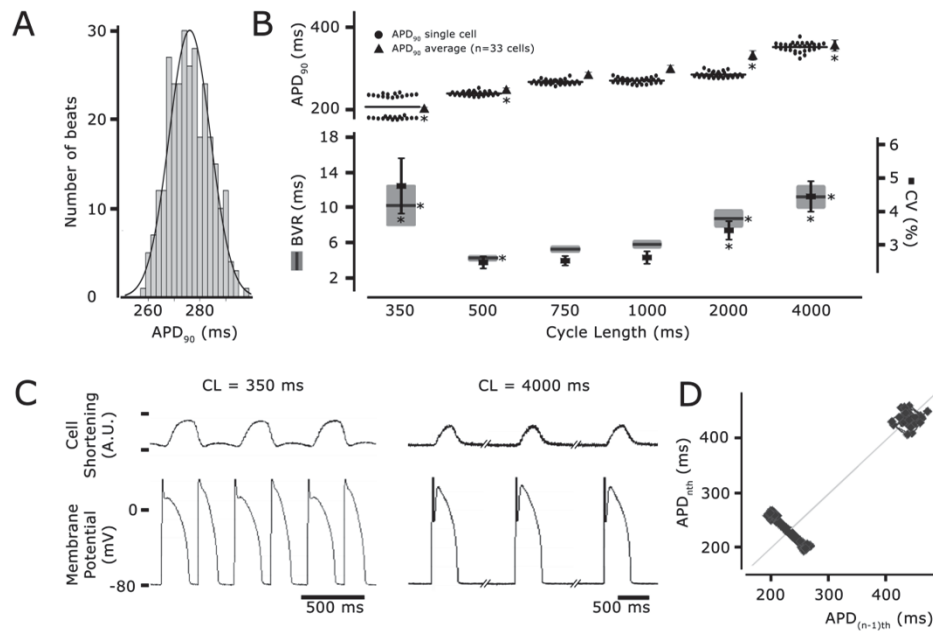 A
Number of beats
30
20
10
0
260
280
APD90 (ms)
B
APD90 (ms)
400
200
● APD90 single cell
▲ APD90 average (n=33 cells)
*
*
*
*
BVR (ms)
18
14
10
6
2
*
*
*
*
*
*
*
6
5
4
3
CV (%)
350
500
750
1000
2000
4000
Cycle Length (ms)
C
CL = 350 ms
CL = 4000 ms
Cell
Shortening
(A.U.)
Membrane
Potential
(mV)
0
-80
500 ms
500 ms
D
APDnth (ms)
400
300
200
200
300
400
APD(n-1)th (ms)